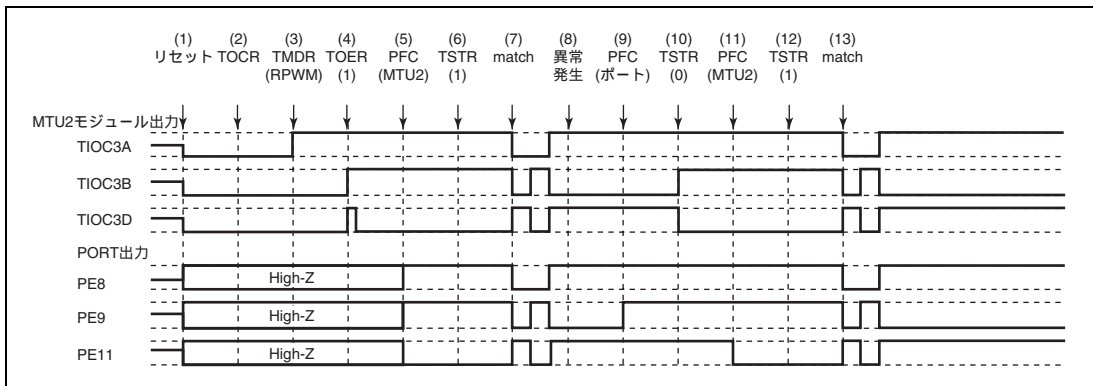 (1) (2) (3) (4) (5) (6) (7) (8) (9) (10) (11) (12) (13)
リセット TOCR TMDR TOER PFC TSTR match 異常 PFC TSTR PFC TSTR match
(RPWM) (1) (MTU2) (1) 発生 (ポート) (0) (MTU2) (1)
MTU2モジュール出力
TIOC3A
TIOC3B
TIOC3D
PORT出力
PE8 High-Z
PE9 High-Z
PE11 High-Z